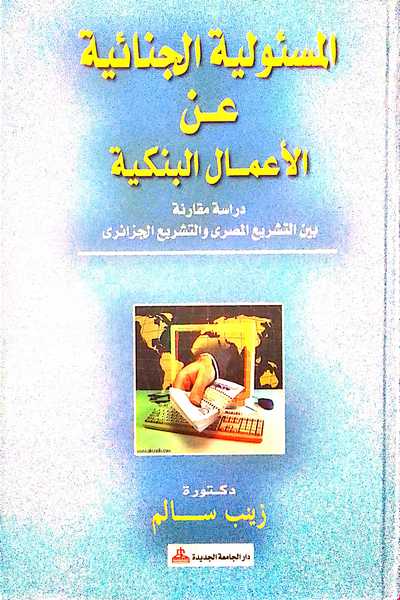 المسئولية الجنائية
عن
الأعمال البنكية
دراسة مقارنة
بين التشريع المصرى والتشريع الجزائرى
دكتورة
زينب سالم
دار الجامعة الجديدة